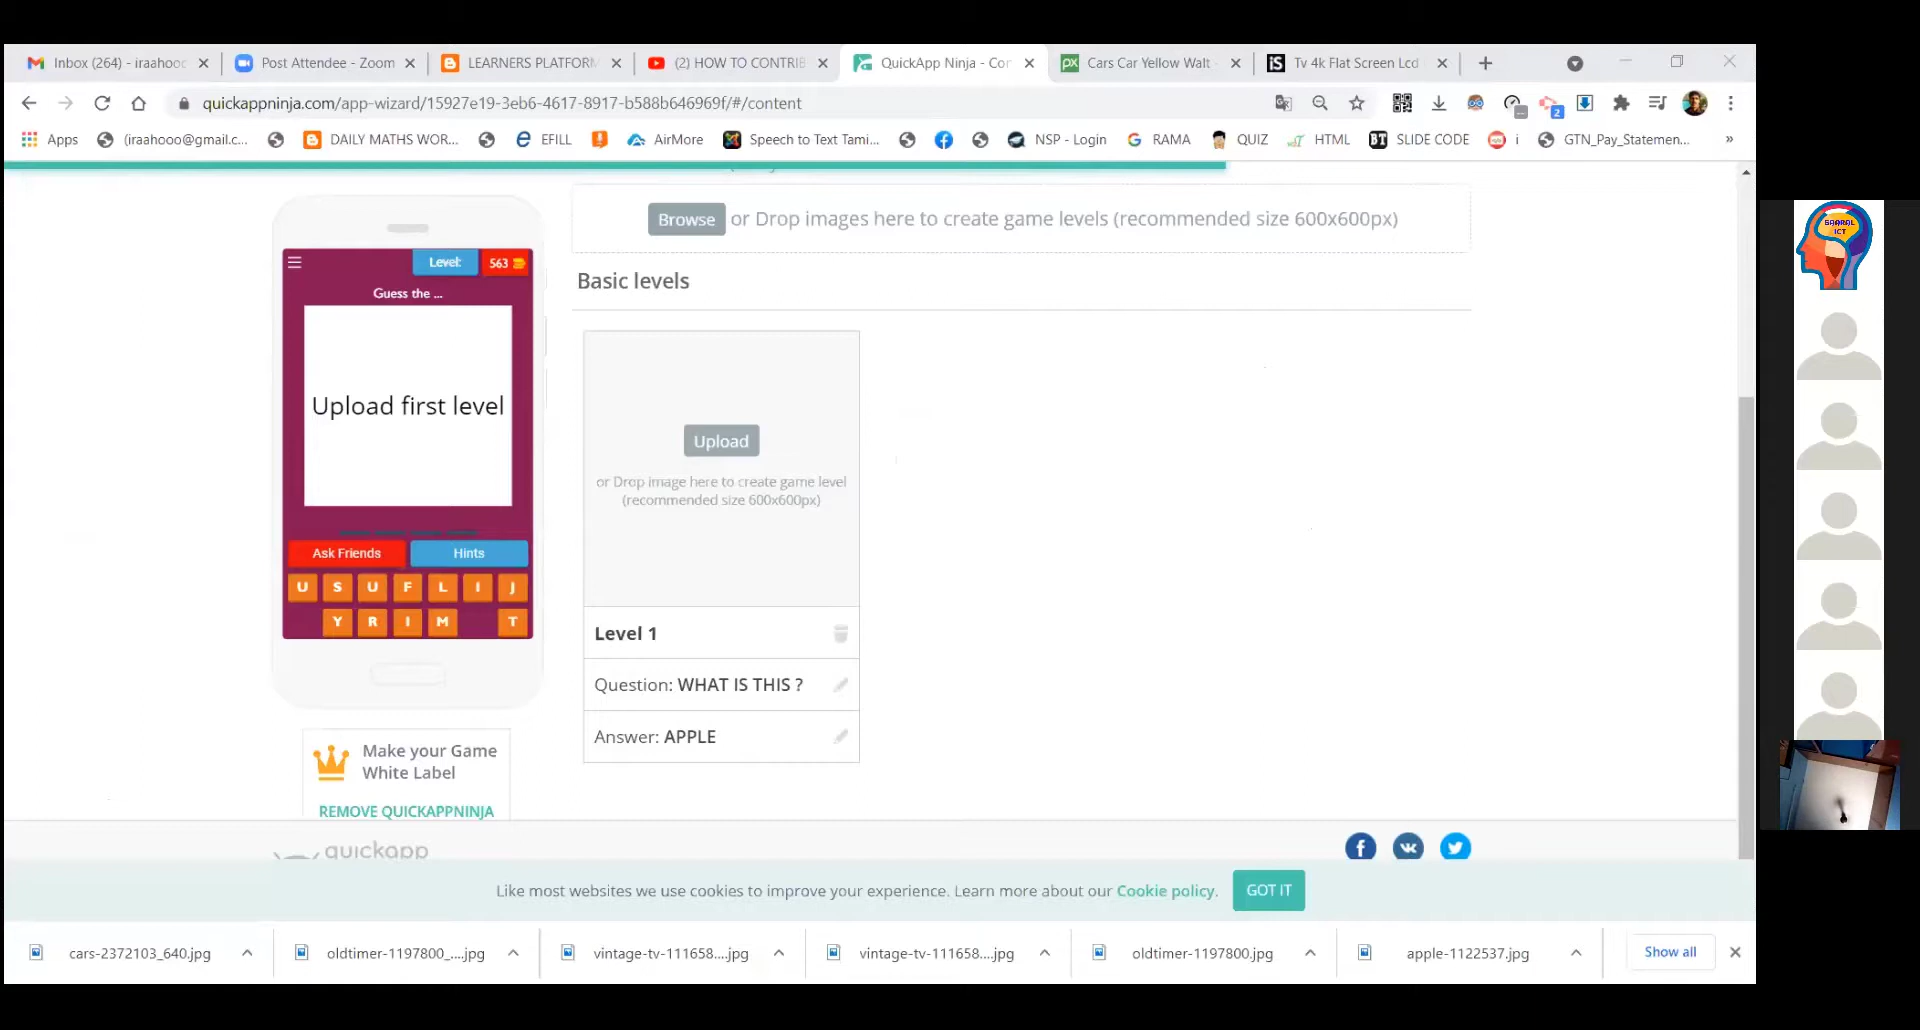 Inbox (264) - iraahooc
Post Attendee - Zoom
LEARNERS PLATFORM
(2) HOW TO CONTRIB
QuickApp Ninja - Con
Cars Car Yellow Walt
Tv 4k Flat Screen Lcd
quickappninja.com/app-wizard/15927e19-3eb6-4617-8917-b588b646969f/#/content
Apps
(iraahooo@gmail.c...
DAILY MATHS WOR...
EFILL
AirMore
Speech to Text Tami...
NSP - Login
RAMA
QUIZ
HTML
SLIDE CODE
i
GTN_Pay_Statemen...
»
Browse or Drop images here to create game levels (recommended size 600x600px)
Basic levels
Level:
563
Guess the ...
Upload first level
Ask Friends
Hints
U S U F L I J
Y R I M T
Upload
or Drop image here to create game level
(recommended size 600x600px)
Level 1
Question: WHAT IS THIS ?
Answer: APPLE
Make your Game
White Label
REMOVE QUICKAPPNINJA
quickapp
Like most websites we use cookies to improve your experience. Learn more about our Cookie policy.
GOT IT
cars-2372103_640.jpg
oldtimer-1197800_....jpg
vintage-tv-111658....jpg
vintage-tv-111658....jpg
oldtimer-1197800.jpg
apple-1122537.jpg
Show all
ICT